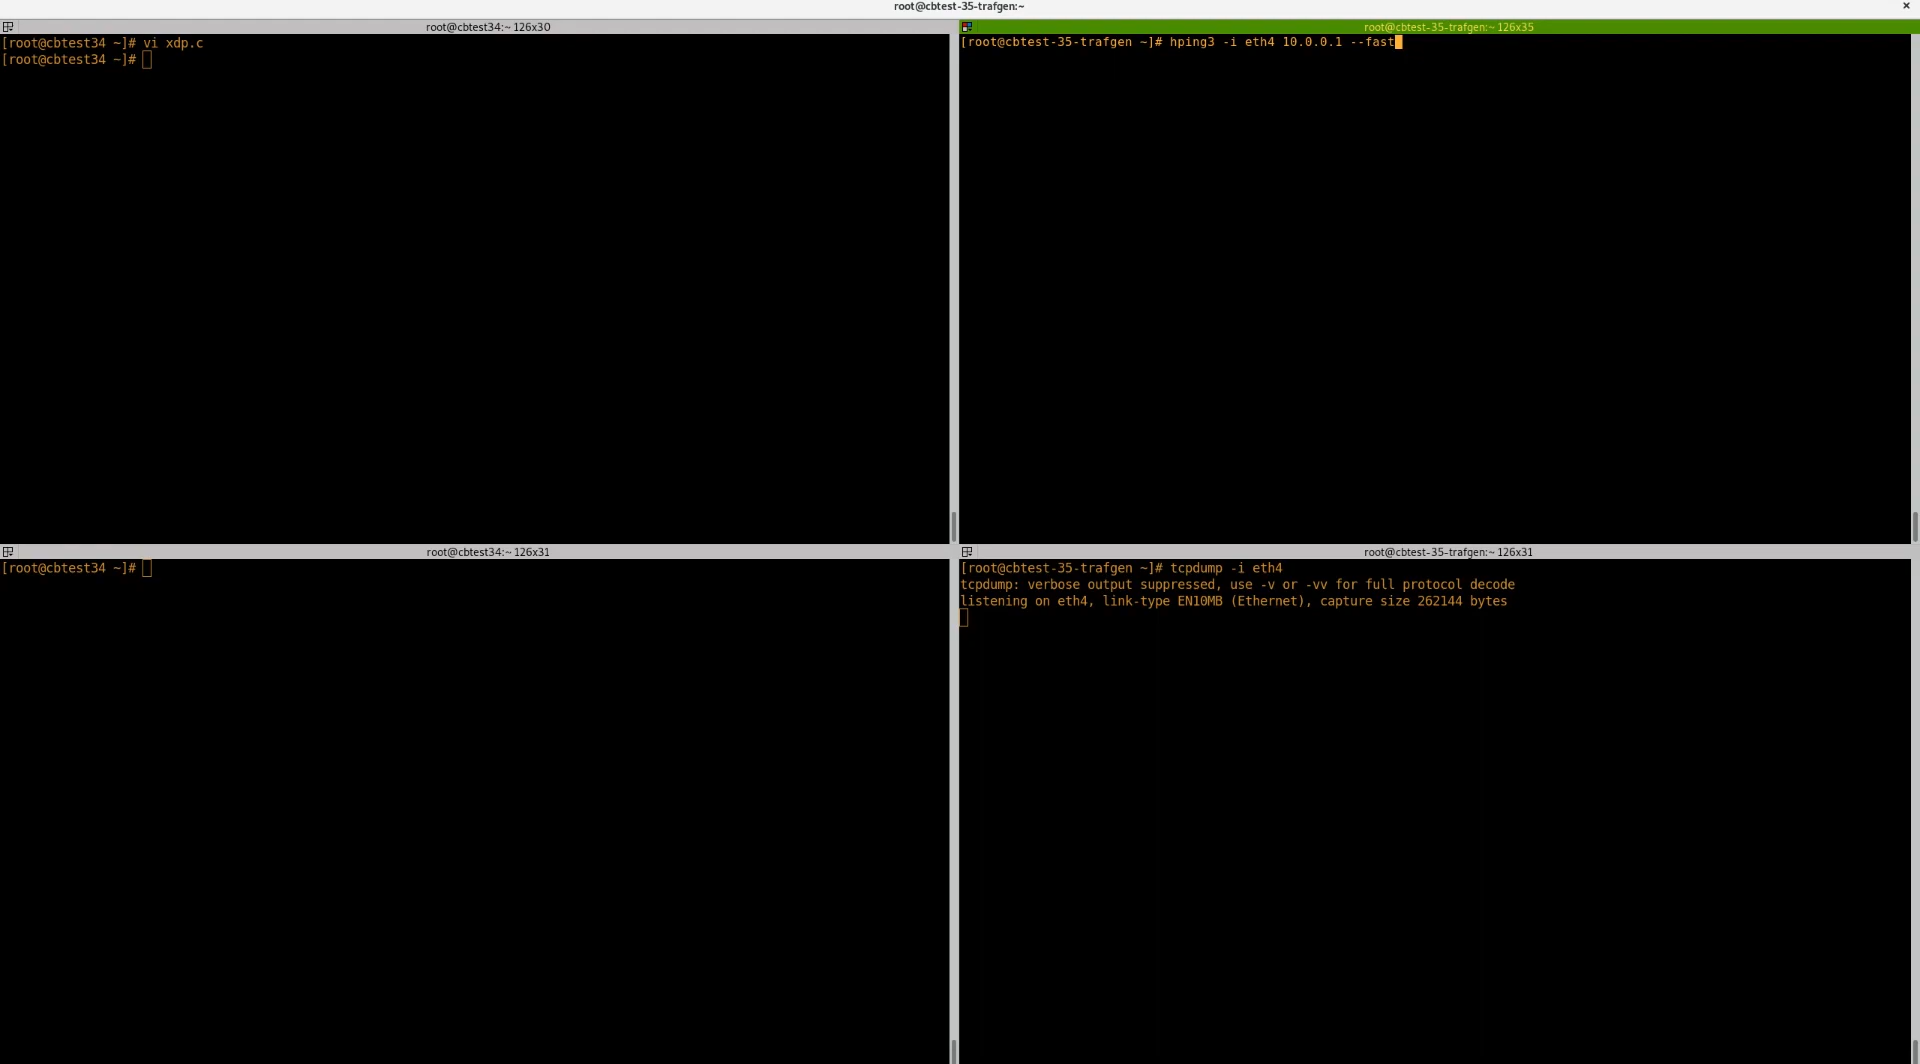 root@cbtest-35-trafgen:~
root@cbtest34:~ 126x30
[root@cbtest34 ~]# vi xdp.c
[root@cbtest34 ~]#
root@cbtest-35-trafgen:~ 126x35
[root@cbtest-35-trafgen ~]# hping3 -i eth4 10.0.0.1 --fast
root@cbtest34:~ 126x31
[root@cbtest34 ~]#
root@cbtest-35-trafgen:~ 126x31
[root@cbtest-35-trafgen ~]# tcpdump -i eth4
tcpdump: verbose output suppressed, use -v or -vv for full protocol decode
listening on eth4, link-type EN10MB (Ethernet), capture size 262144 bytes